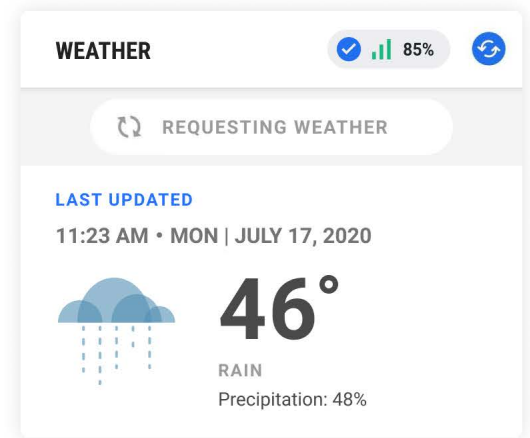 WEATHER
85%
REQUESTING WEATHER
LAST UPDATED
11:23 AM • MON | JULY 17, 2020
46°
RAIN
Precipitation: 48%